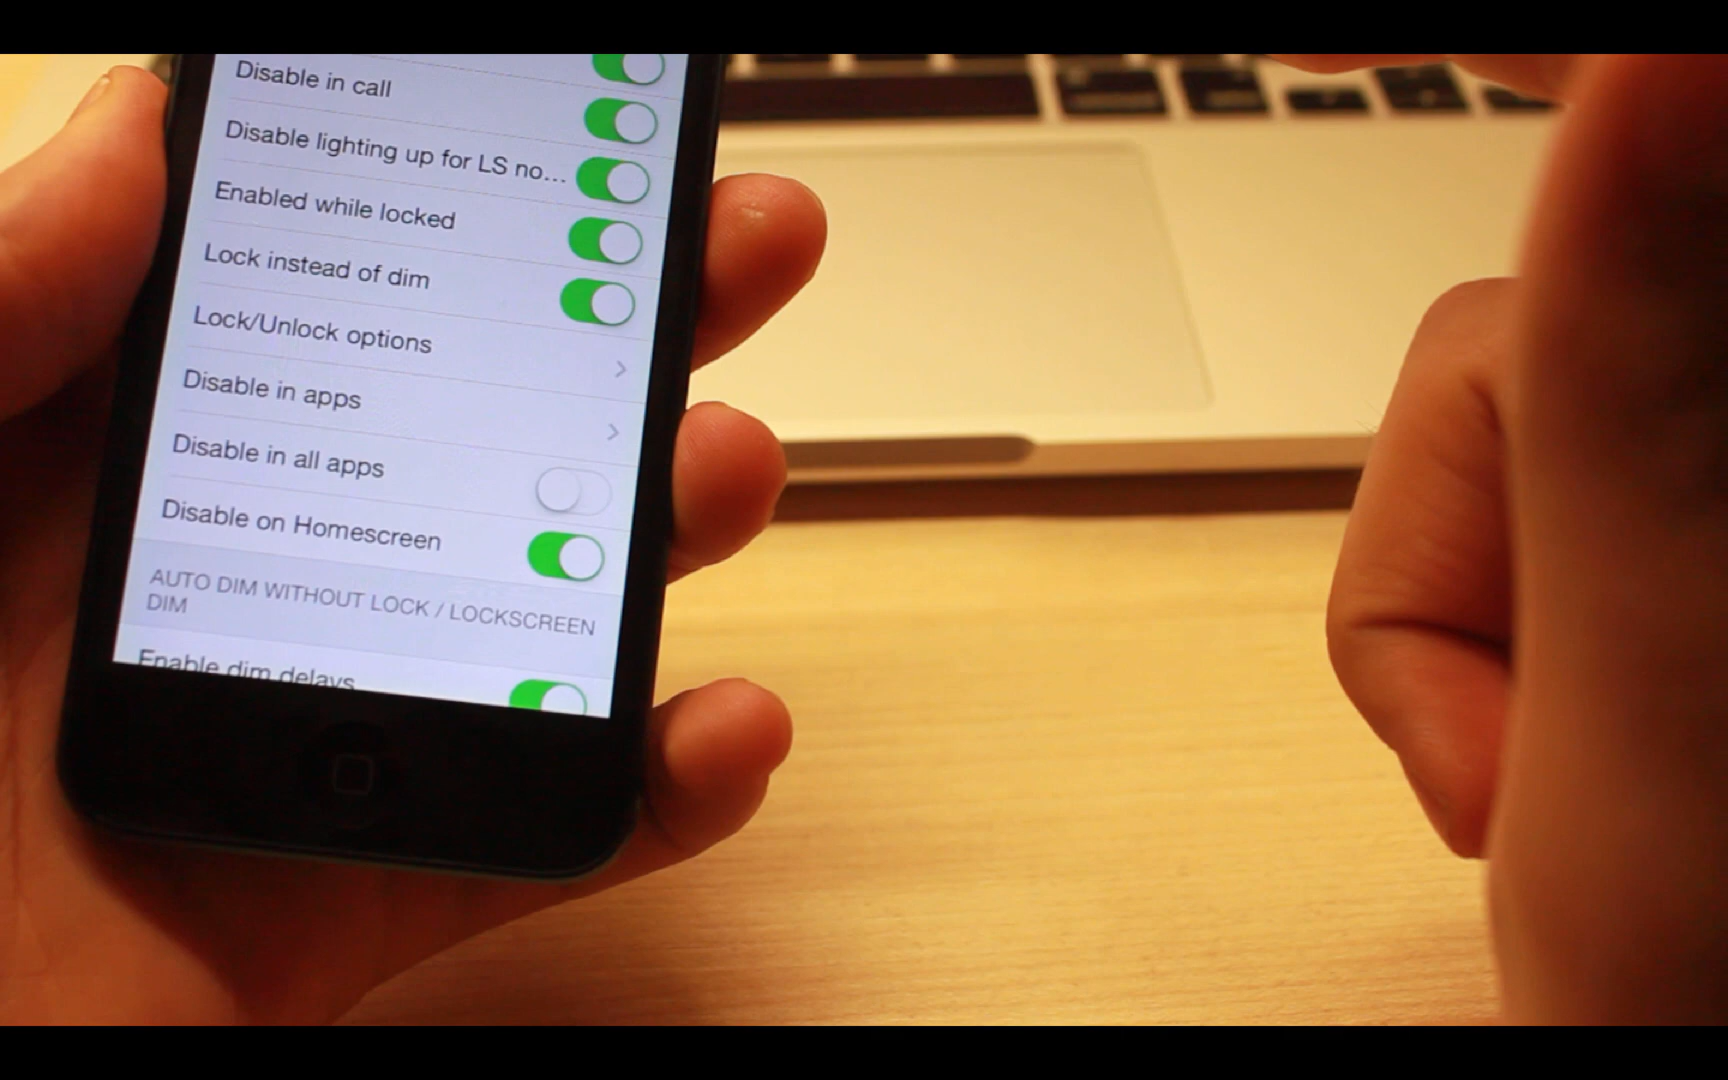 Disable in call
Disable lighting up for LS no...
Enabled while locked
Lock instead of dim
Lock/Unlock options
Disable in apps
Disable in all apps
Disable on Homescreen
AUTO DIM WITHOUT LOCK / LOCKSCREEN
DIM
Enable dim delays